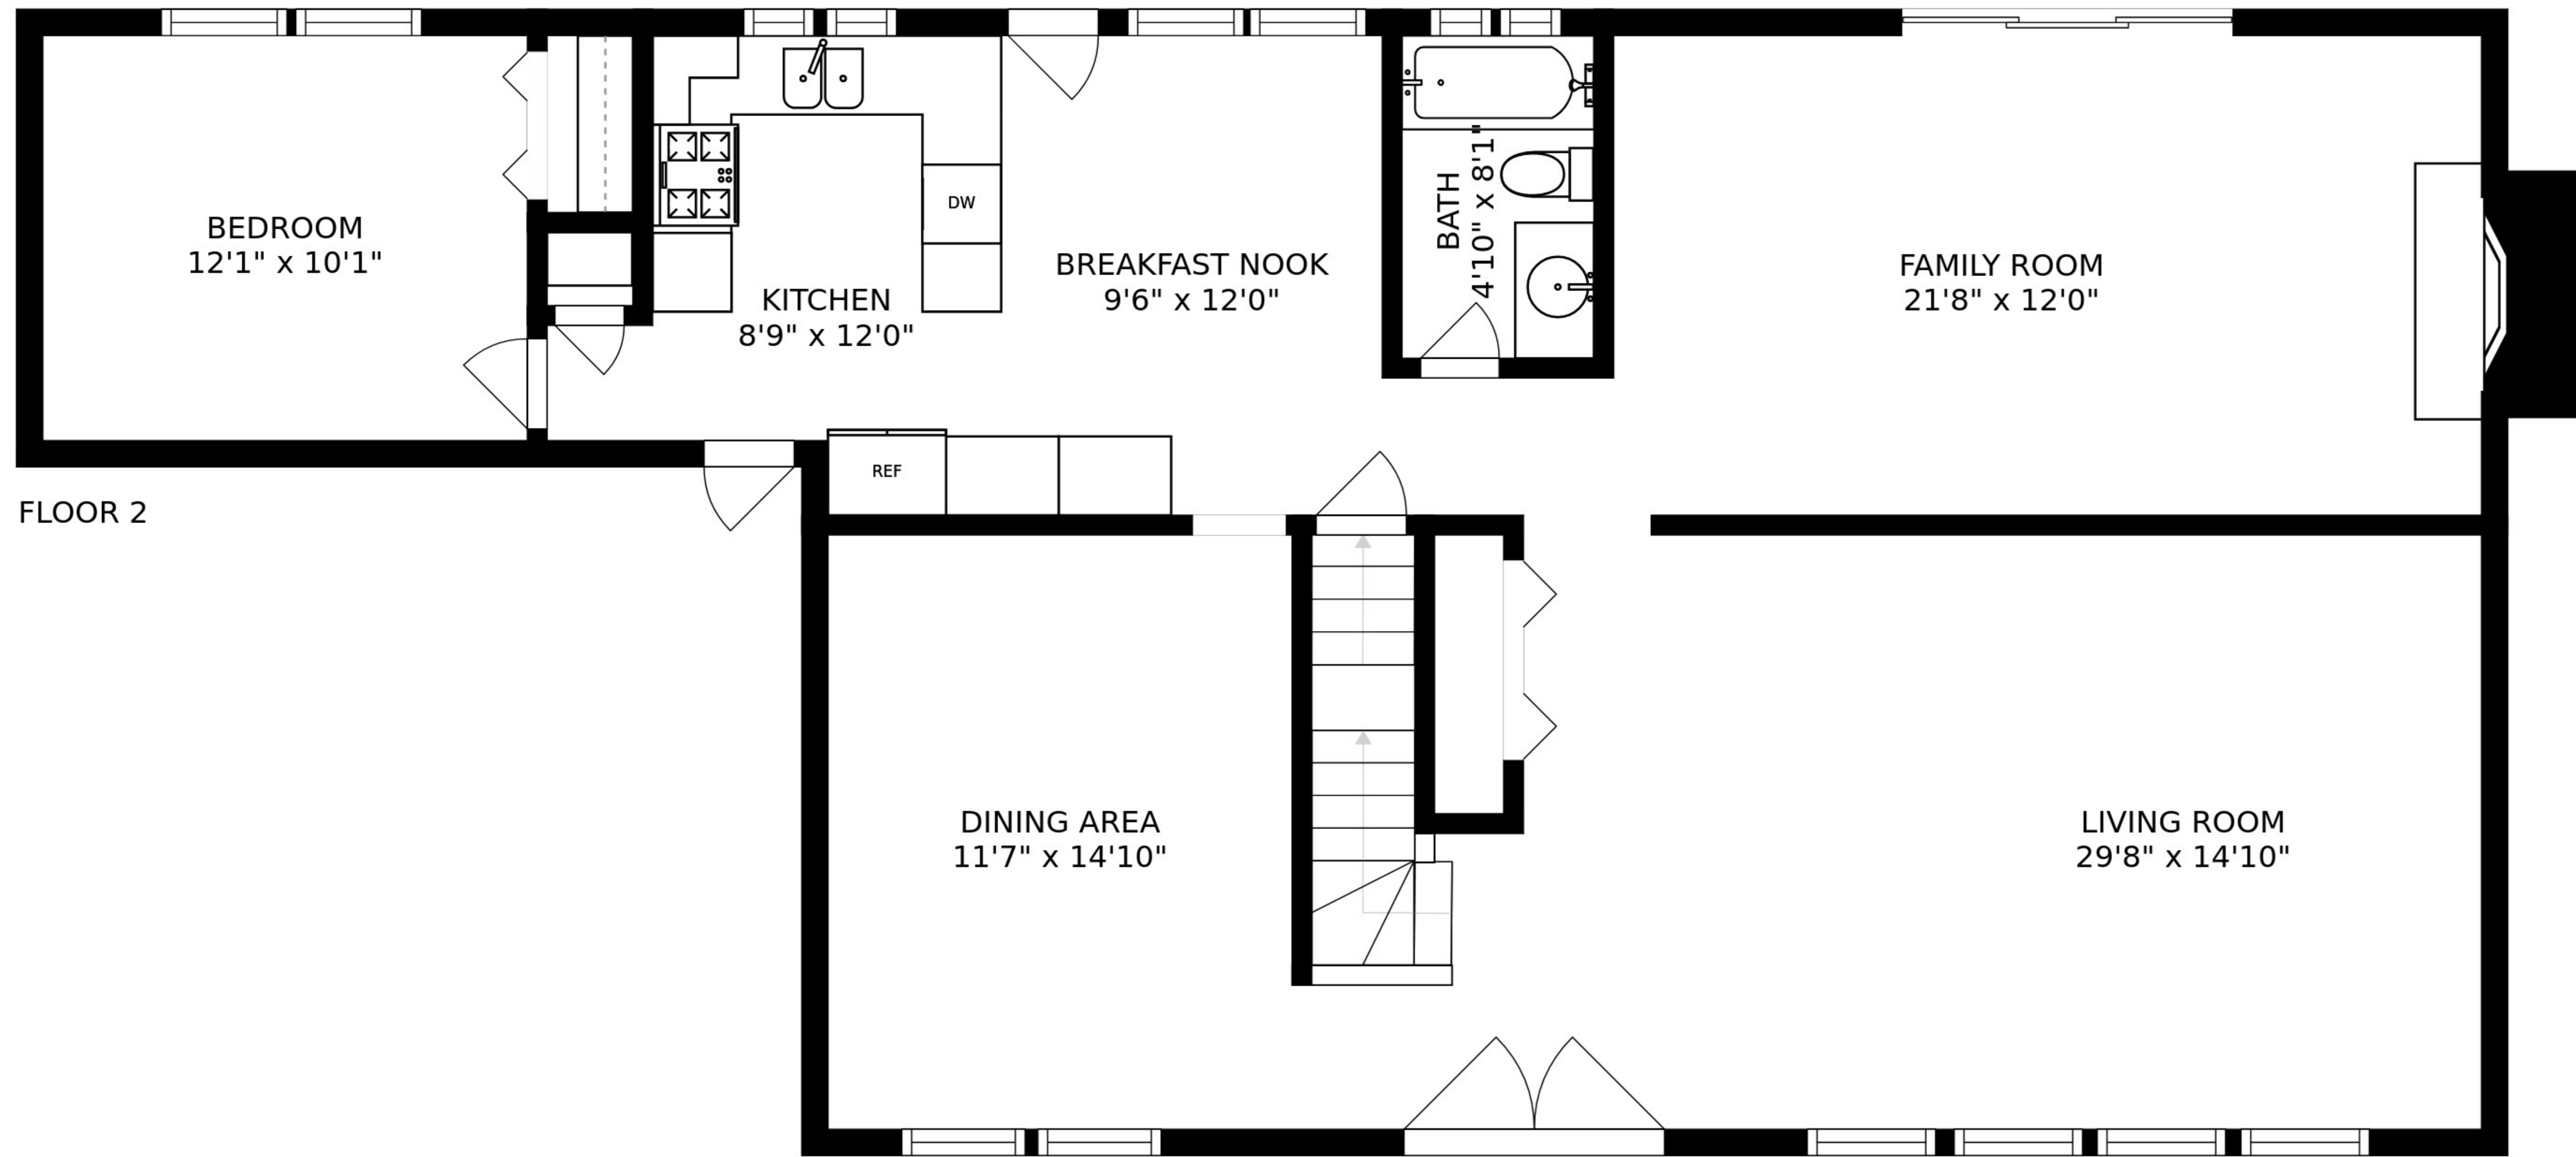 BEDROOM
12'1" x 10'1"
KITCHEN
8'9" x 12'0"
DW
BREAKFAST NOOK
9'6" x 12'0"
BATH
4'10" x 8'1"
FAMILY ROOM
21'8" x 12'0"
REF
FLOOR 2
DINING AREA
11'7" x 14'10"
LIVING ROOM
29'8" x 14'10"